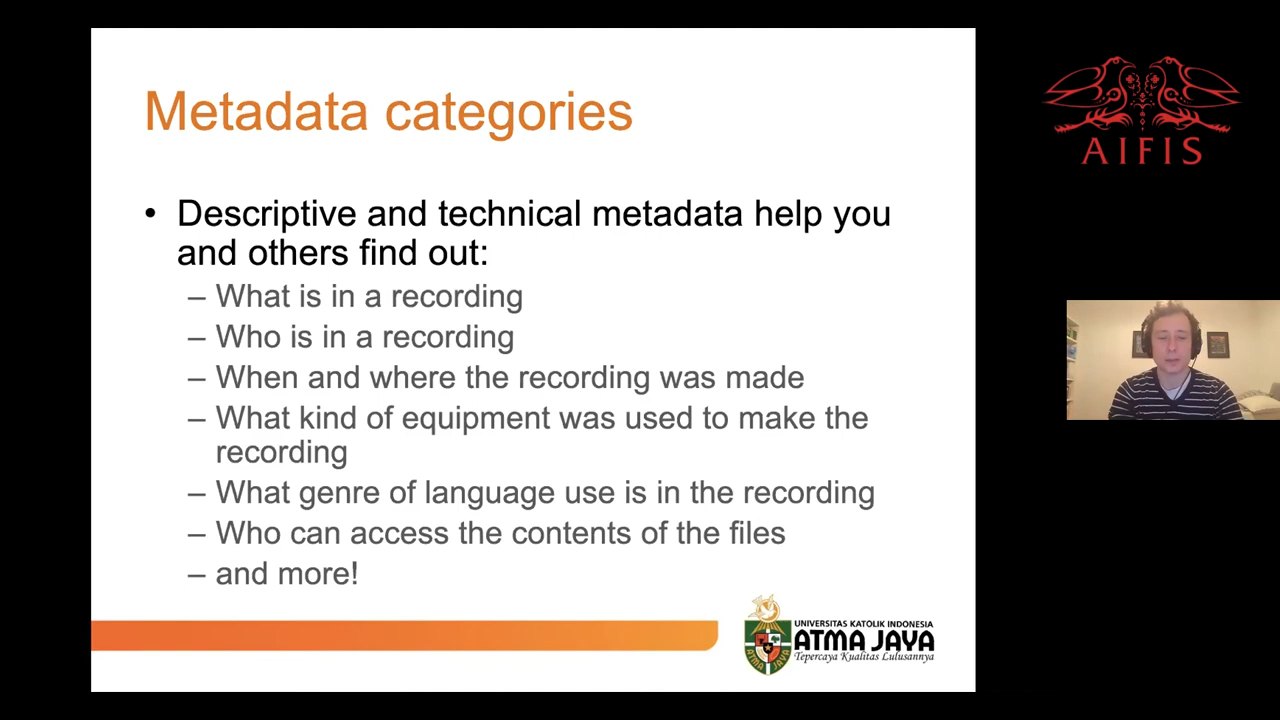 Metadata categories
• Descriptive and technical metadata help you
and others find out:
– What is in a recording
– Who is in a recording
– When and where the recording was made
– What kind of equipment was used to make the
recording
– What genre of language use is in the recording
– Who can access the contents of the files
– and more!
UNIVERSITAS KATOLIK INDONESIA
ATMA JAYA
Tepercaya Kualitas Lulusannya
ATMA JAYA
AIFIS